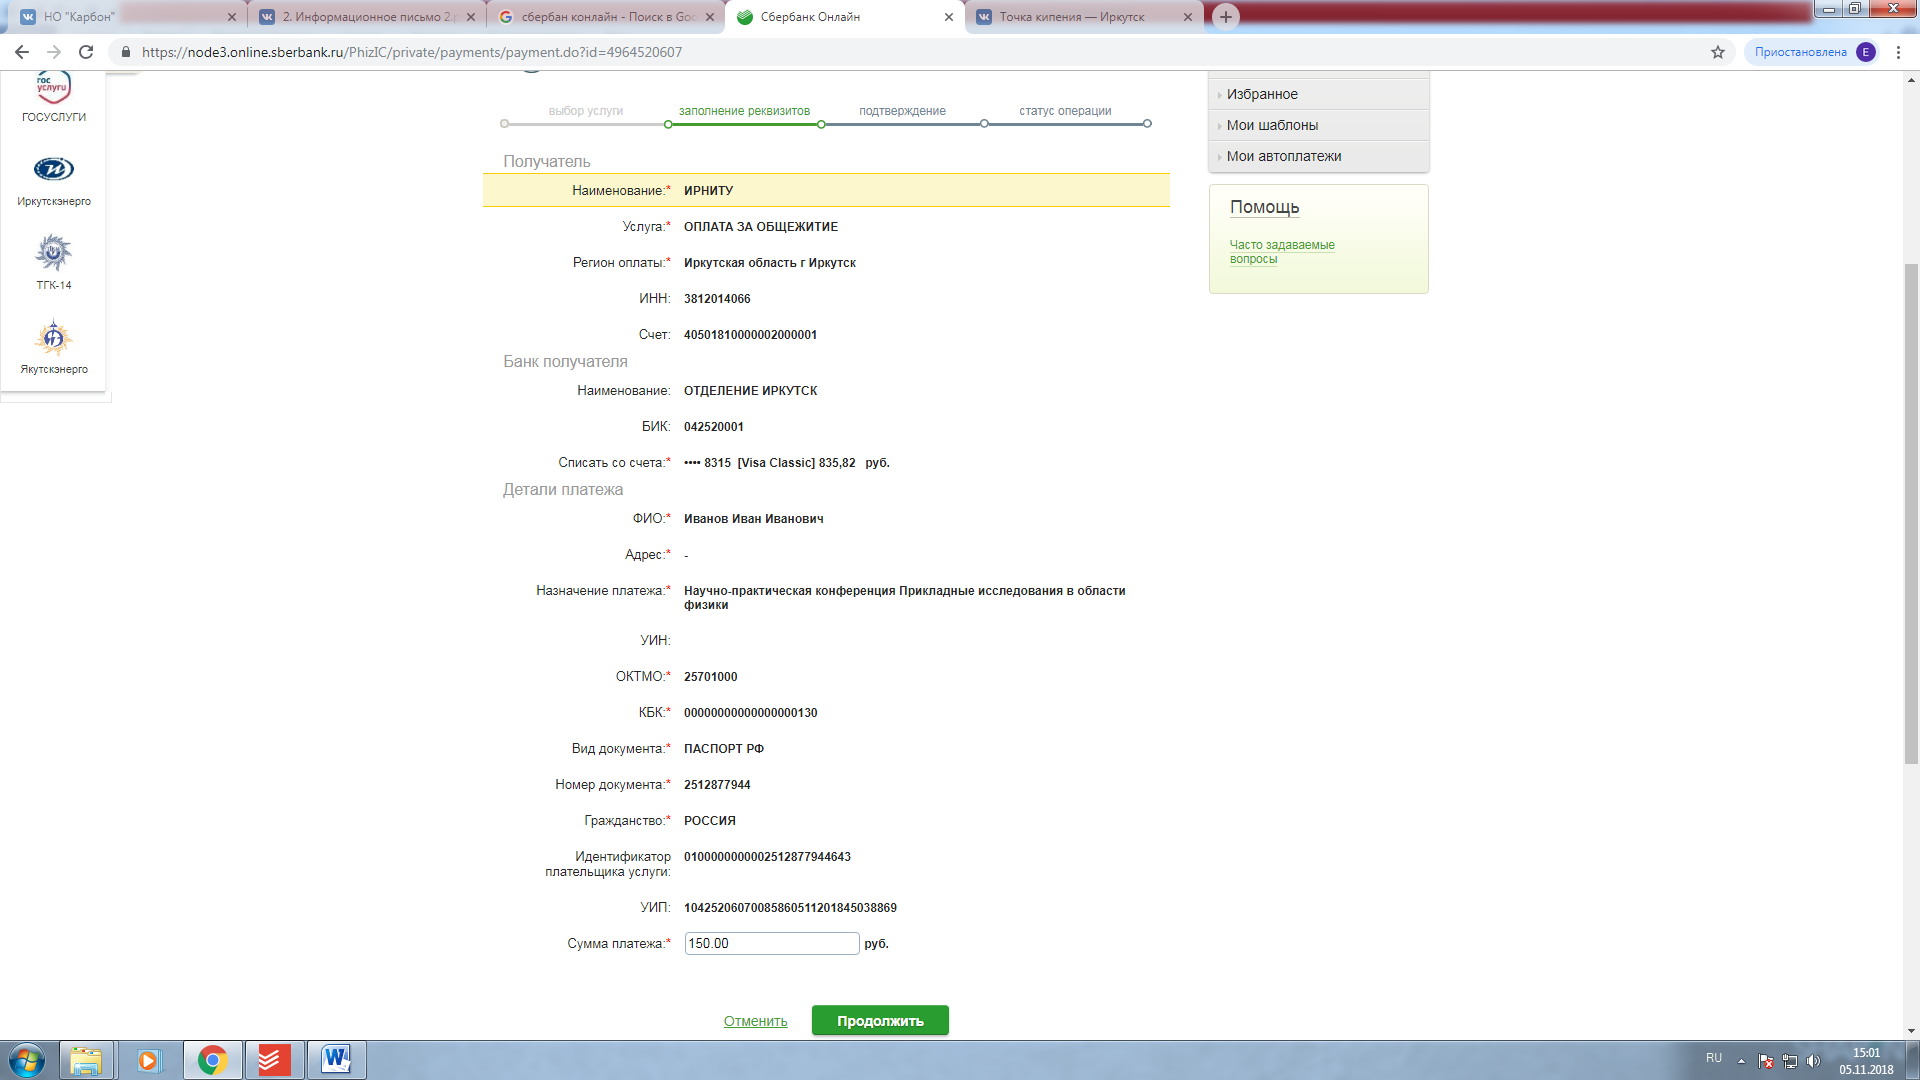 НО "Карбон"
2. Информационное письмо 2.
сбербан конлайн - Поиск в Goo
Сбербанк Онлайн
Точка кипения — Иркутск
https://node3.online.sberbank.ru/PhizIC/private/payments/payment.do?id=4964520607
Приостановлена
E
гос
услуги
ГОСУСЛУГИ
Иркутскэнерго
ТГК-14
Якутскэнерго
выбор услуги
заполнение реквизитов
подтверждение
статус операции
Получатель
Наименование:* ИРНИТУ
Услуга:* ОПЛАТА ЗА ОБЩЕЖИТИЕ
Регион оплаты:* Иркутская область г Иркутск
ИНН: 3812014066
Счет: 40501810000002000001
Банк получателя
Наименование: ОТДЕЛЕНИЕ ИРКУТСК
БИК: 042520001
Списать со счета:* •••• 8315 [Visa Classic] 835,82 руб.
Детали платежа
ФИО:* Иванов Иван Иванович
Адрес:* -
Назначение платежа:* Научно-практическая конференция Прикладные исследования в области
физики
УИН:
ОКТМО:* 25701000
КБК:* 00000000000000000130
Вид документа:* ПАСПОРТ РФ
Номер документа:* 2512877944
Гражданство:* РОССИЯ
Идентификатор 0100000000002512877944643
плательщика услуги:
УИП: 10425206070085860511201845038869
Сумма платежа:* 150.00 руб.
Отменить
Продолжить
Избранное
Мои шаблоны
Мои автоплатежи
Помощь
Часто задаваемые
вопросы
RU
15:01
05.11.2018